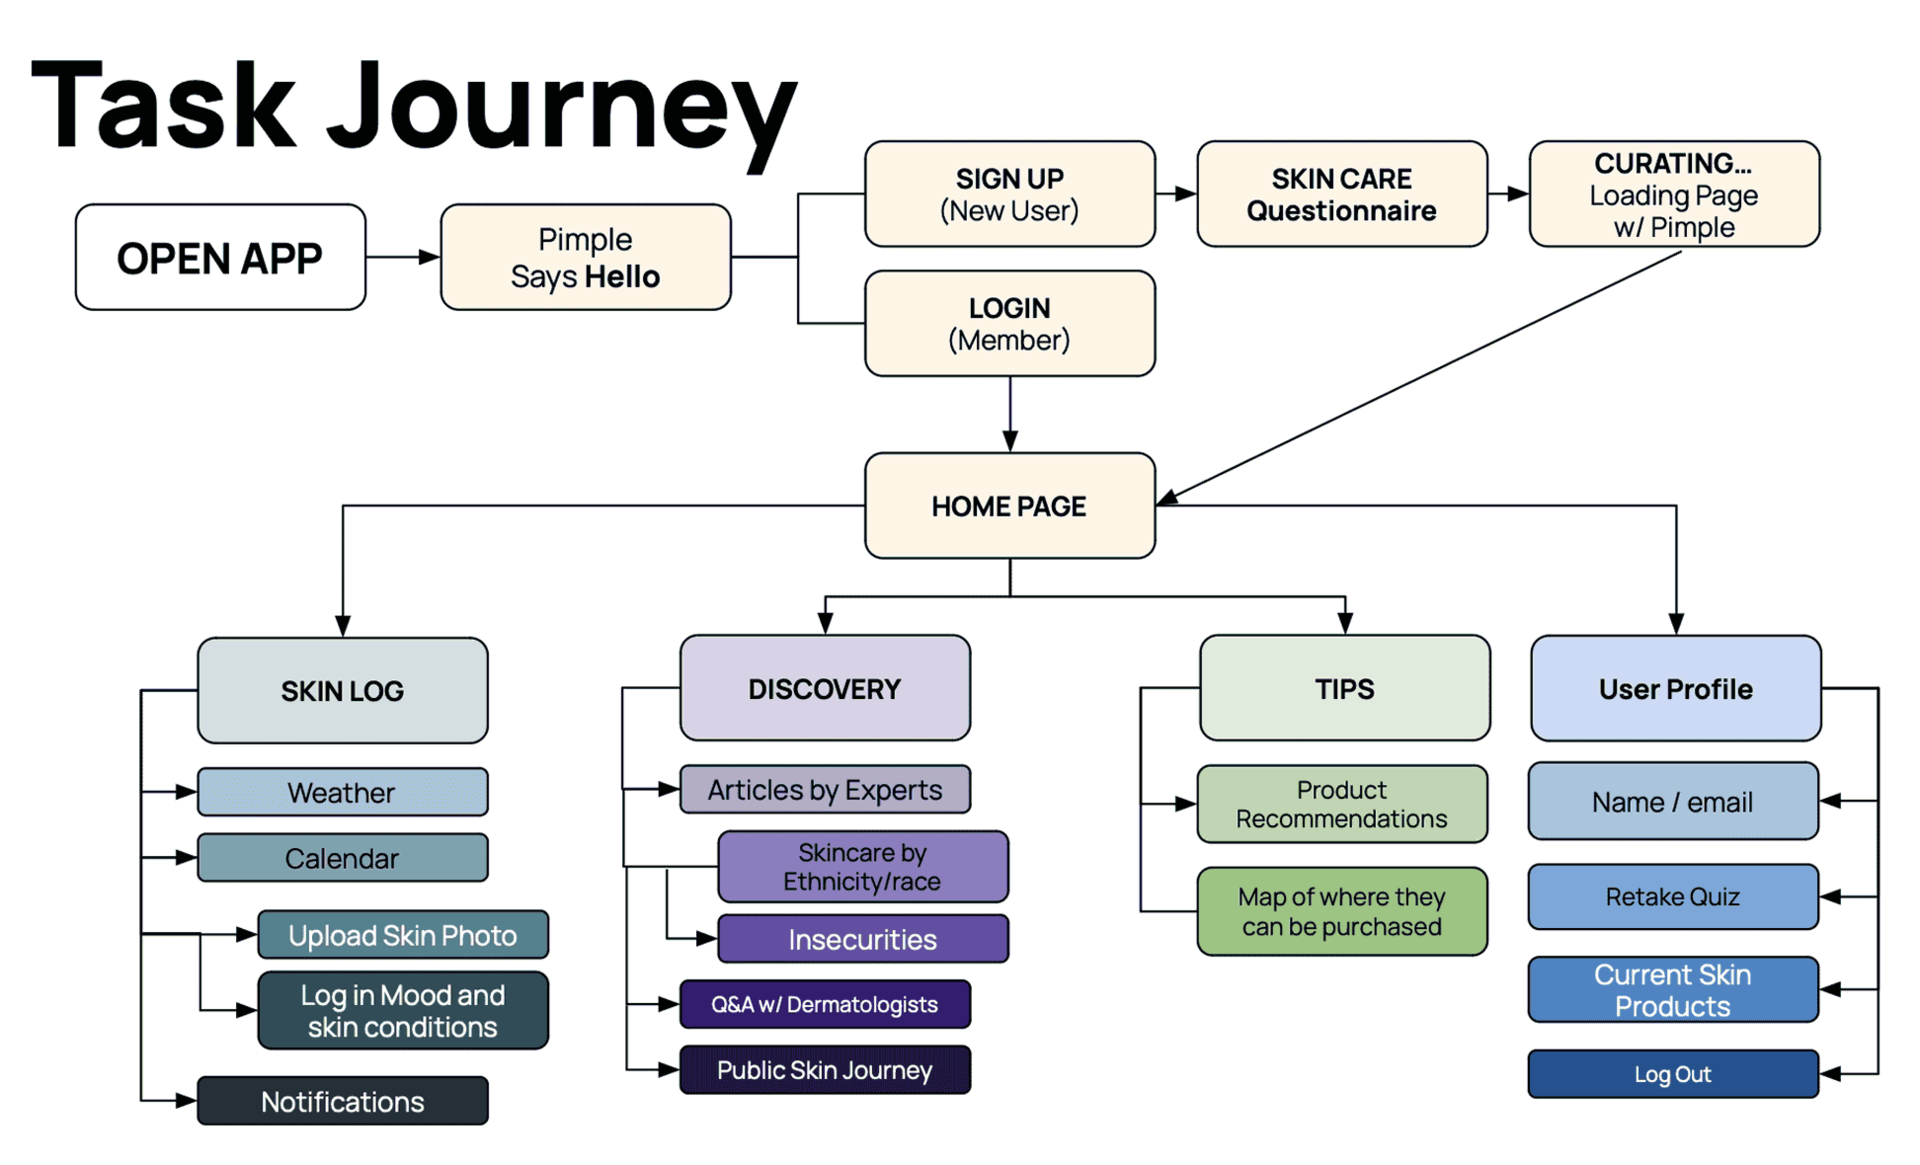 Task Journey
OPEN APP
Pimple
Says Hello
SIGN UP
(New User)
SKIN CARE
Questionnaire
CURATING...
Loading Page
w/ Pimple
LOGIN
(Member)
HOME PAGE
SKIN LOG
Weather
Calendar
Upload Skin Photo
Log in Mood and
skin conditions
Notifications
DISCOVERY
Articles by Experts
Skincare by
Ethnicity/race
Insecurities
Q&A w/ Dermatologists
Public Skin Journey
TIPS
Product
Recommendations
Map of where they
can be purchased
User Profile
Name / email
Retake Quiz
Current Skin
Products
Log Out